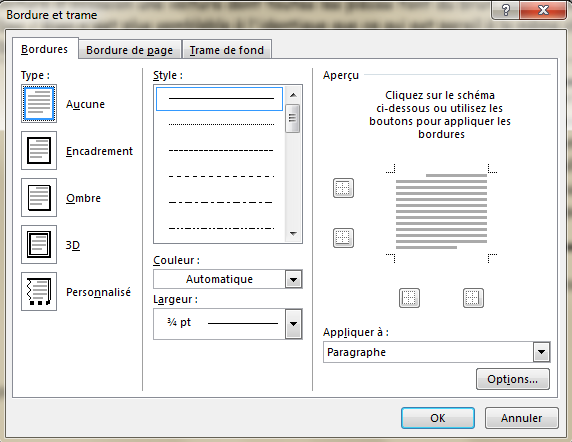 Bordure et trame
Bordures
Bordure de page
Trame de fond
Type :
Aucune
Encadrement
Ombre
3D
Personnalisé
Style :
Couleur :
Automatique
Largeur :
¾ pt
Aperçu
Cliquez sur le schéma
ci-dessous ou utilisez les
boutons pour appliquer les
bordures
Appliquer à :
Paragraphe
Options...
OK
Annuler